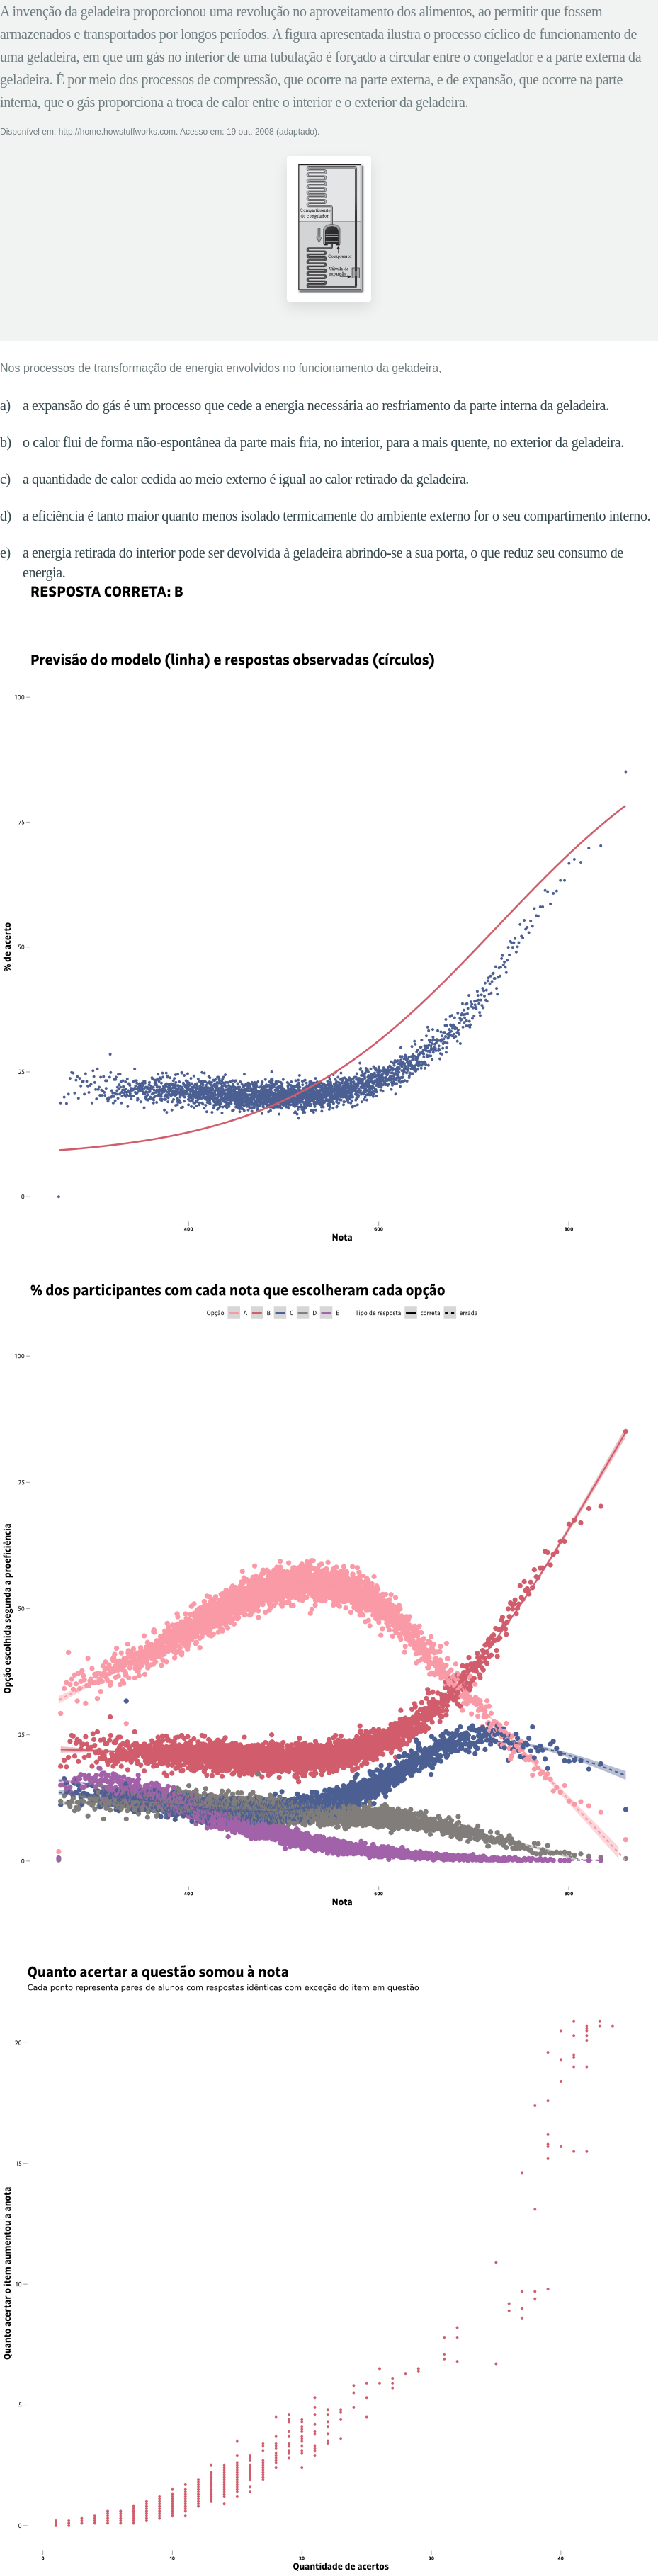 A invenção da geladeira proporcionou uma revolução no aproveitamento dos alimentos, ao permitir que fossem
armazenados e transportados por longos períodos. A figura apresentada ilustra o processo cíclico de funcionamento de
uma geladeira, em que um gás no interior de uma tubulação é forçado a circular entre o congelador e a parte externa da
geladeira. É por meio dos processos de compressão, que ocorre na parte externa, e de expansão, que ocorre na parte
interna, que o gás proporciona a troca de calor entre o interior e o exterior da geladeira.
Disponível em: http://home.howstuffworks.com. Acesso em: 19 out. 2008 (adaptado).
Compartimento
do congelador
Compressor
Válvula de
expansão
Nos processos de transformação de energia envolvidos no funcionamento da geladeira,
a) a expansão do gás é um processo que cede a energia necessária ao resfriamento da parte interna da geladeira.
b) o calor flui de forma não-espontânea da parte mais fria, no interior, para a mais quente, no exterior da geladeira.
c) a quantidade de calor cedida ao meio externo é igual ao calor retirado da geladeira.
d) a eficiência é tanto maior quanto menos isolado termicamente do ambiente externo for o seu compartimento interno.
e) a energia retirada do interior pode ser devolvida à geladeira abrindo-se a sua porta, o que reduz seu consumo de
energia.
RESPOSTA CORRETA: B
Previsão do modelo (linha) e respostas observadas (círculos)
100
75
50
25
0
% de acerto
400 600 800
Nota
% dos participantes com cada nota que escolheram cada opção
Opção A B C D E Tipo de resposta correta errada
100
75
50
25
0
Opção escolhida segunda a proeficiência
400 600 800
Nota
Quanto acertar a questão somou à nota
Cada ponto representa pares de alunos com respostas idênticas com exceção do item em questão
20
15
10
5
0
Quanto acertar o item aumentou a anota
0 10 20 30 40
Quantidade de acertos